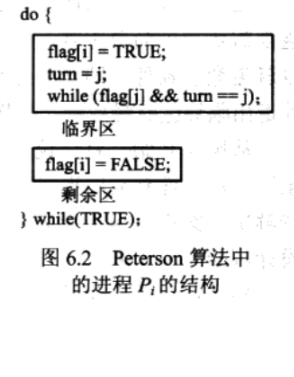 do {
flag[i] = TRUE;
turn = j;
while (flag[j] && turn == j);
临界区
flag[i] = FALSE;
剩余区
} while(TRUE);
图 6.2 Peterson 算法中
的进程 Pi 的结构